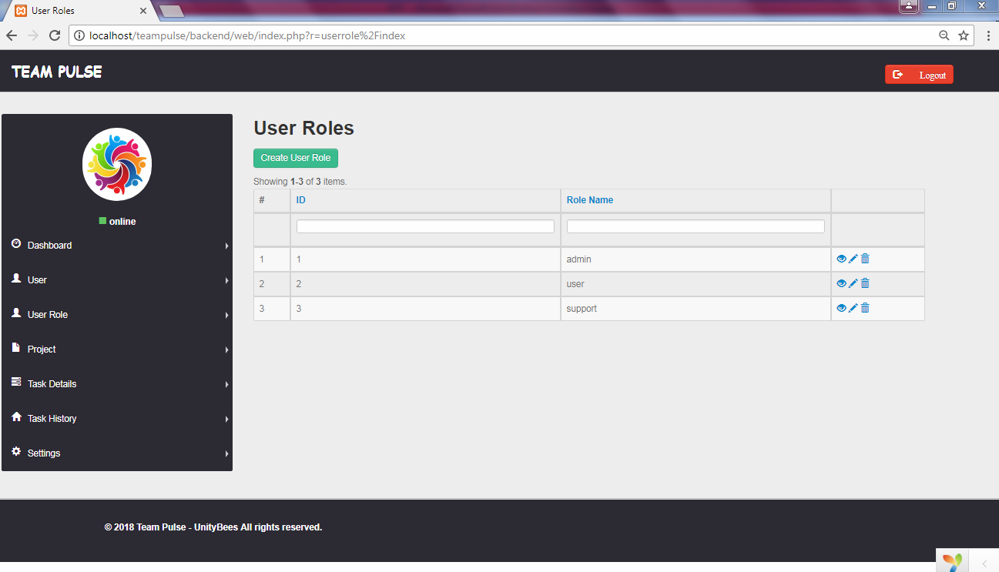 User Roles
localhost/teampulse/backend/web/index.php?r=userrole%2Findex
TEAM PULSE
Logout
User Roles
Create User Role
Showing 1-3 of 3 items.
# ID Role Name
1 1 admin
2 2 user
3 3 support
online
Dashboard
User
User Role
Project
Task Details
Task History
Settings
© 2018 Team Pulse - UnityBees All rights reserved.